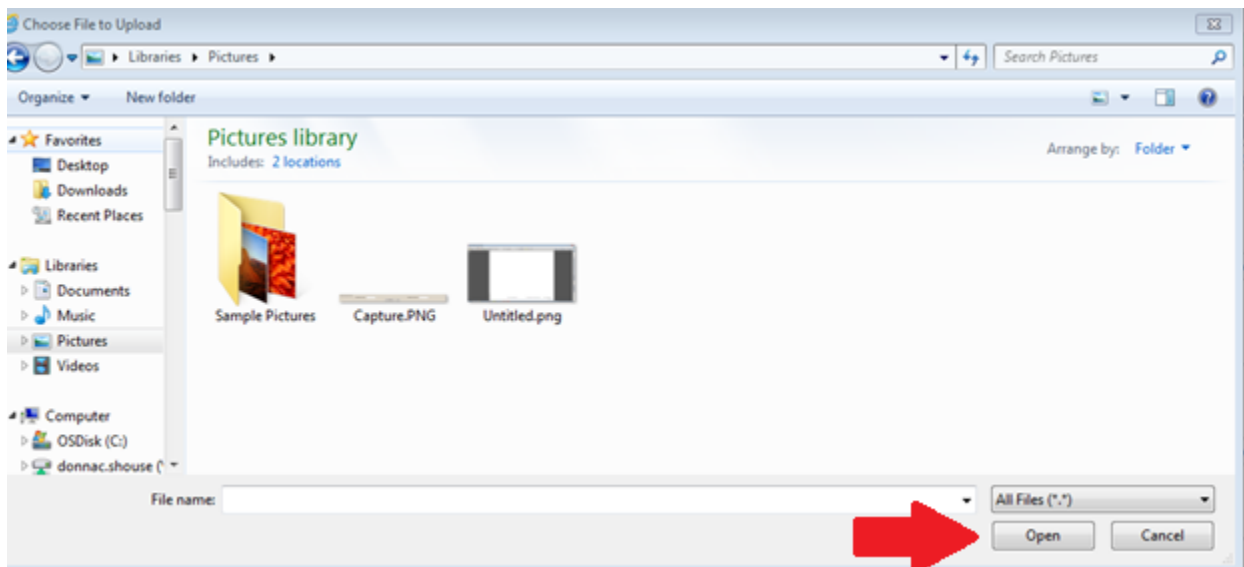 Choose File to Upload
Libraries Pictures
Search Pictures
Organize New folder
Favorites
Desktop
Downloads
Recent Places
Libraries
Documents
Music
Pictures
Videos
Computer
OSDisk (C:)
donnac.shouse ('
Pictures library
Includes: 2 locations
Arrange by: Folder
Sample Pictures
Capture.PNG
Untitled.png
File name:
All Files (*.*)
Open Cancel